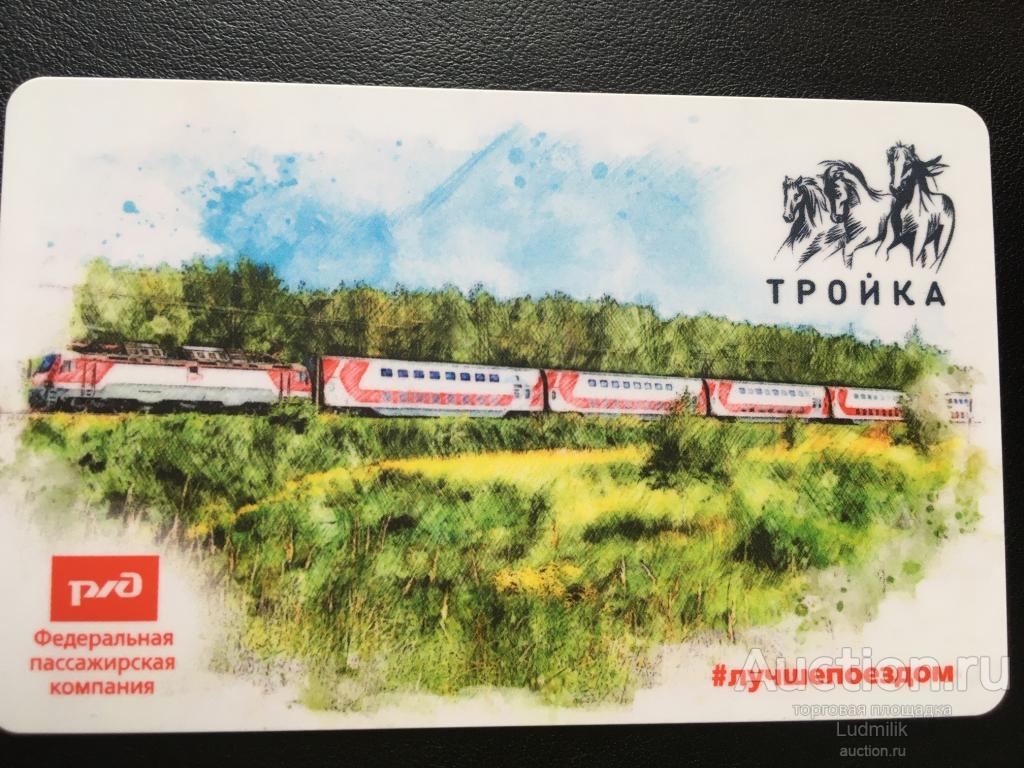 ТРОЙКА
ржд
Федеральная
пассажирская
компания
#лучшепоездом
Auction.ru
торговая площадка
Ludmilik
auction.ru